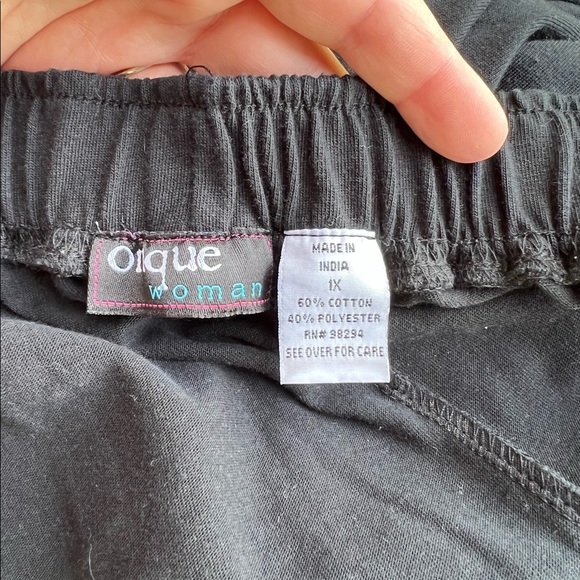 oique
woman
MADE IN
INDIA
1X
60% COTTON
40% POLYESTER
RN# 98294
SEE OVER FOR CARE